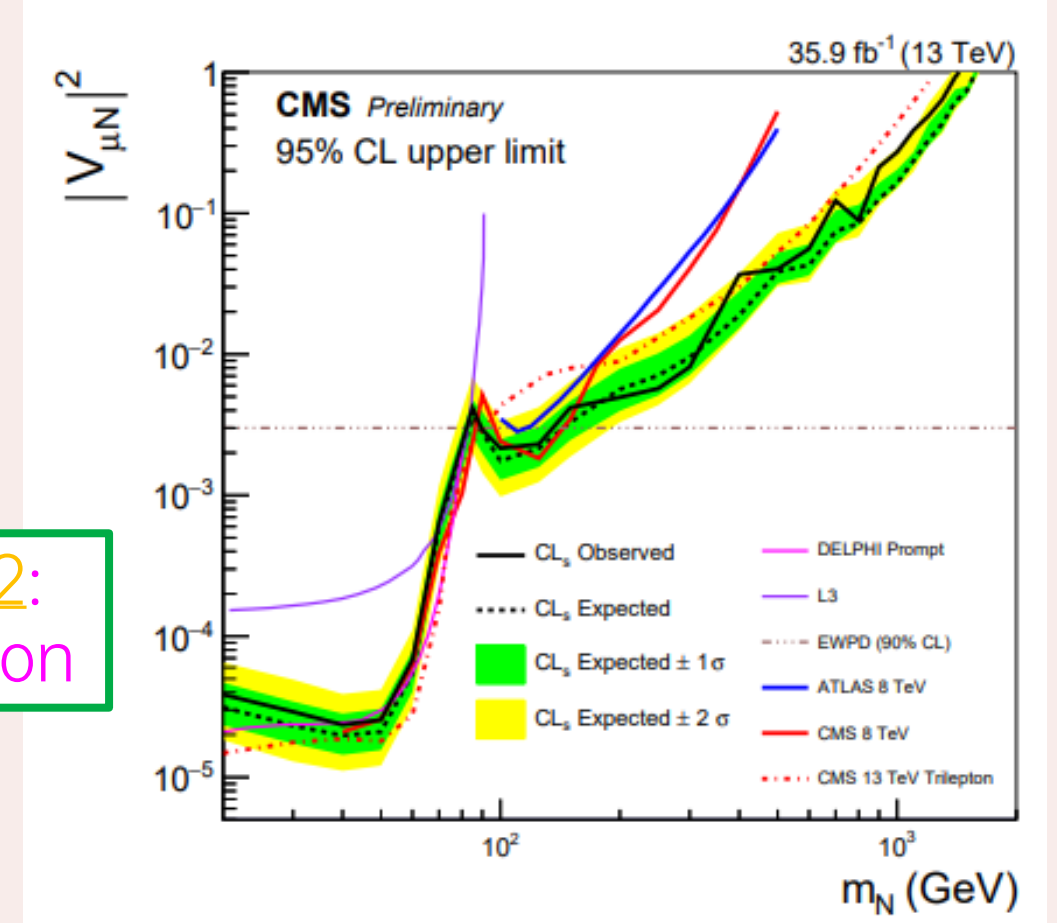 35.9 fb⁻¹ (13 TeV)
|V_μN|²
CMS Preliminary
95% CL upper limit
1
10⁻¹
10⁻²
10⁻³
10⁻⁴
10⁻⁵
2:
on
CLₛ Observed
CLₛ Expected
CLₛ Expected ± 1σ
CLₛ Expected ± 2 σ
DELPHI Prompt
L3
EWPD (90% CL)
ATLAS 8 TeV
CMS 8 TeV
CMS 13 TeV Trilepton
10²
10³
m_N (GeV)